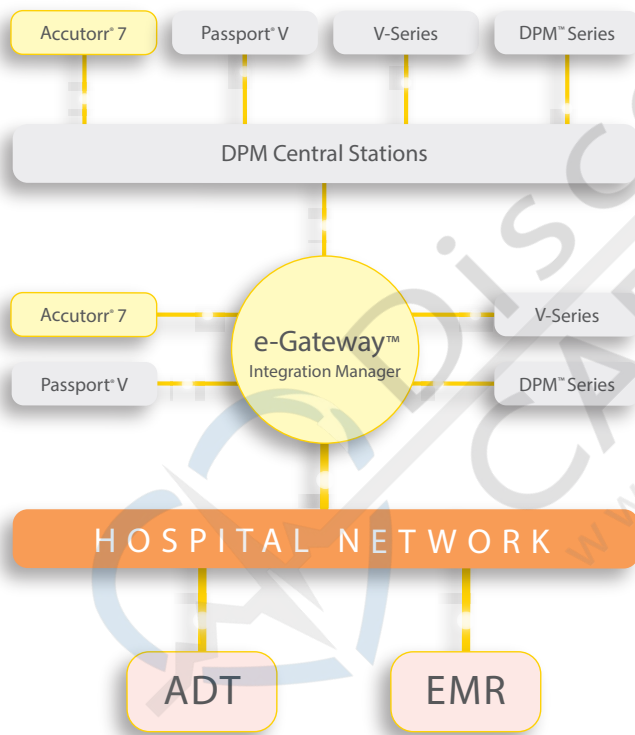 Accutorr® 7
Passport® V
V-Series
DPM™ Series
DPM Central Stations
e-Gateway™
Integration Manager
Accutorr® 7
Passport® V
V-Series
DPM™ Series
HOSPITAL NETWORK
ADT
EMR